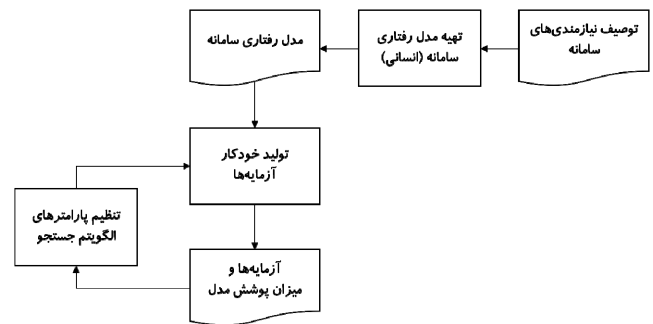 توصیف نیازمندی‌های
سامانه
تهیه مدل رفتاری
سامانه (انسانی)
مدل رفتاری سامانه
تولید خودکار
آزمایه‌ها
تنظیم پارامترهای
الگویتم جستجو
آزمایه‌ها و
میزان پوشش مدل